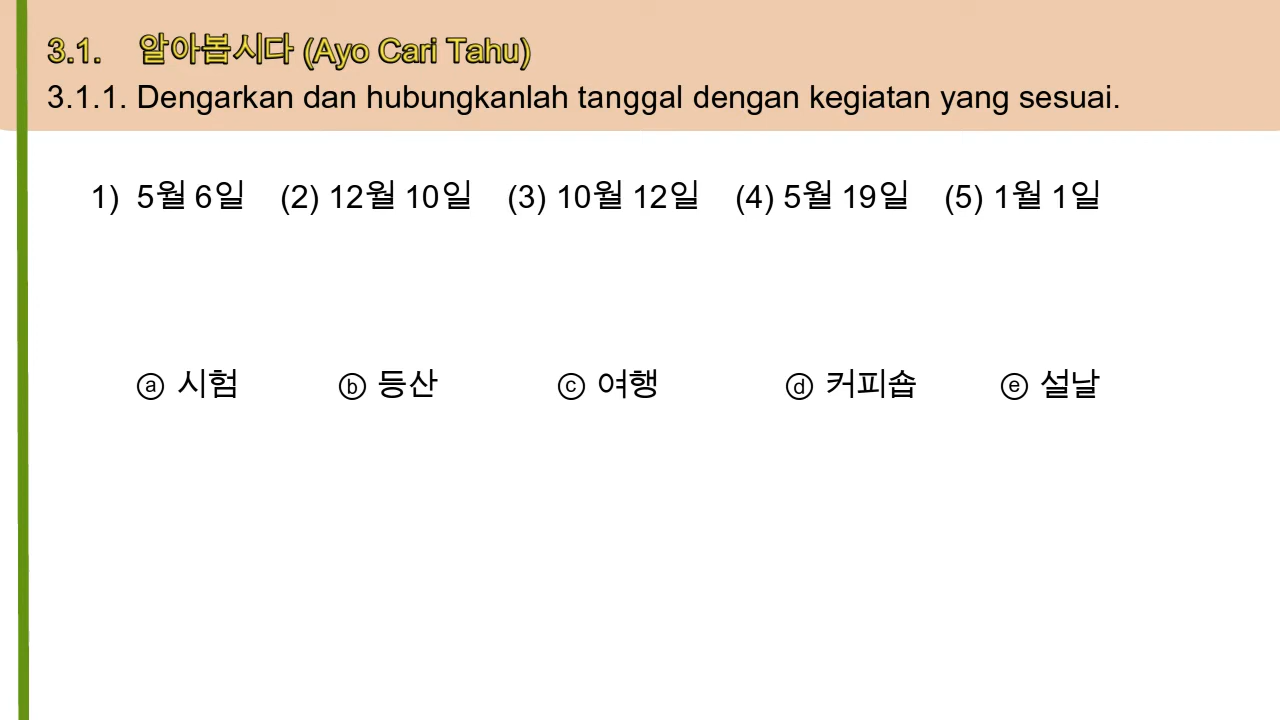 3.1. 알아봅시다 (Ayo Cari Tahu)
3.1.1. Dengarkan dan hubungkanlah tanggal dengan kegiatan yang sesuai.
1) 5월 6일 (2) 12월 10일 (3) 10월 12일 (4) 5월 19일 (5) 1월 1일
ⓐ 시험 ⓑ 등산 ⓒ 여행 ⓓ 커피숍 ⓔ 설날